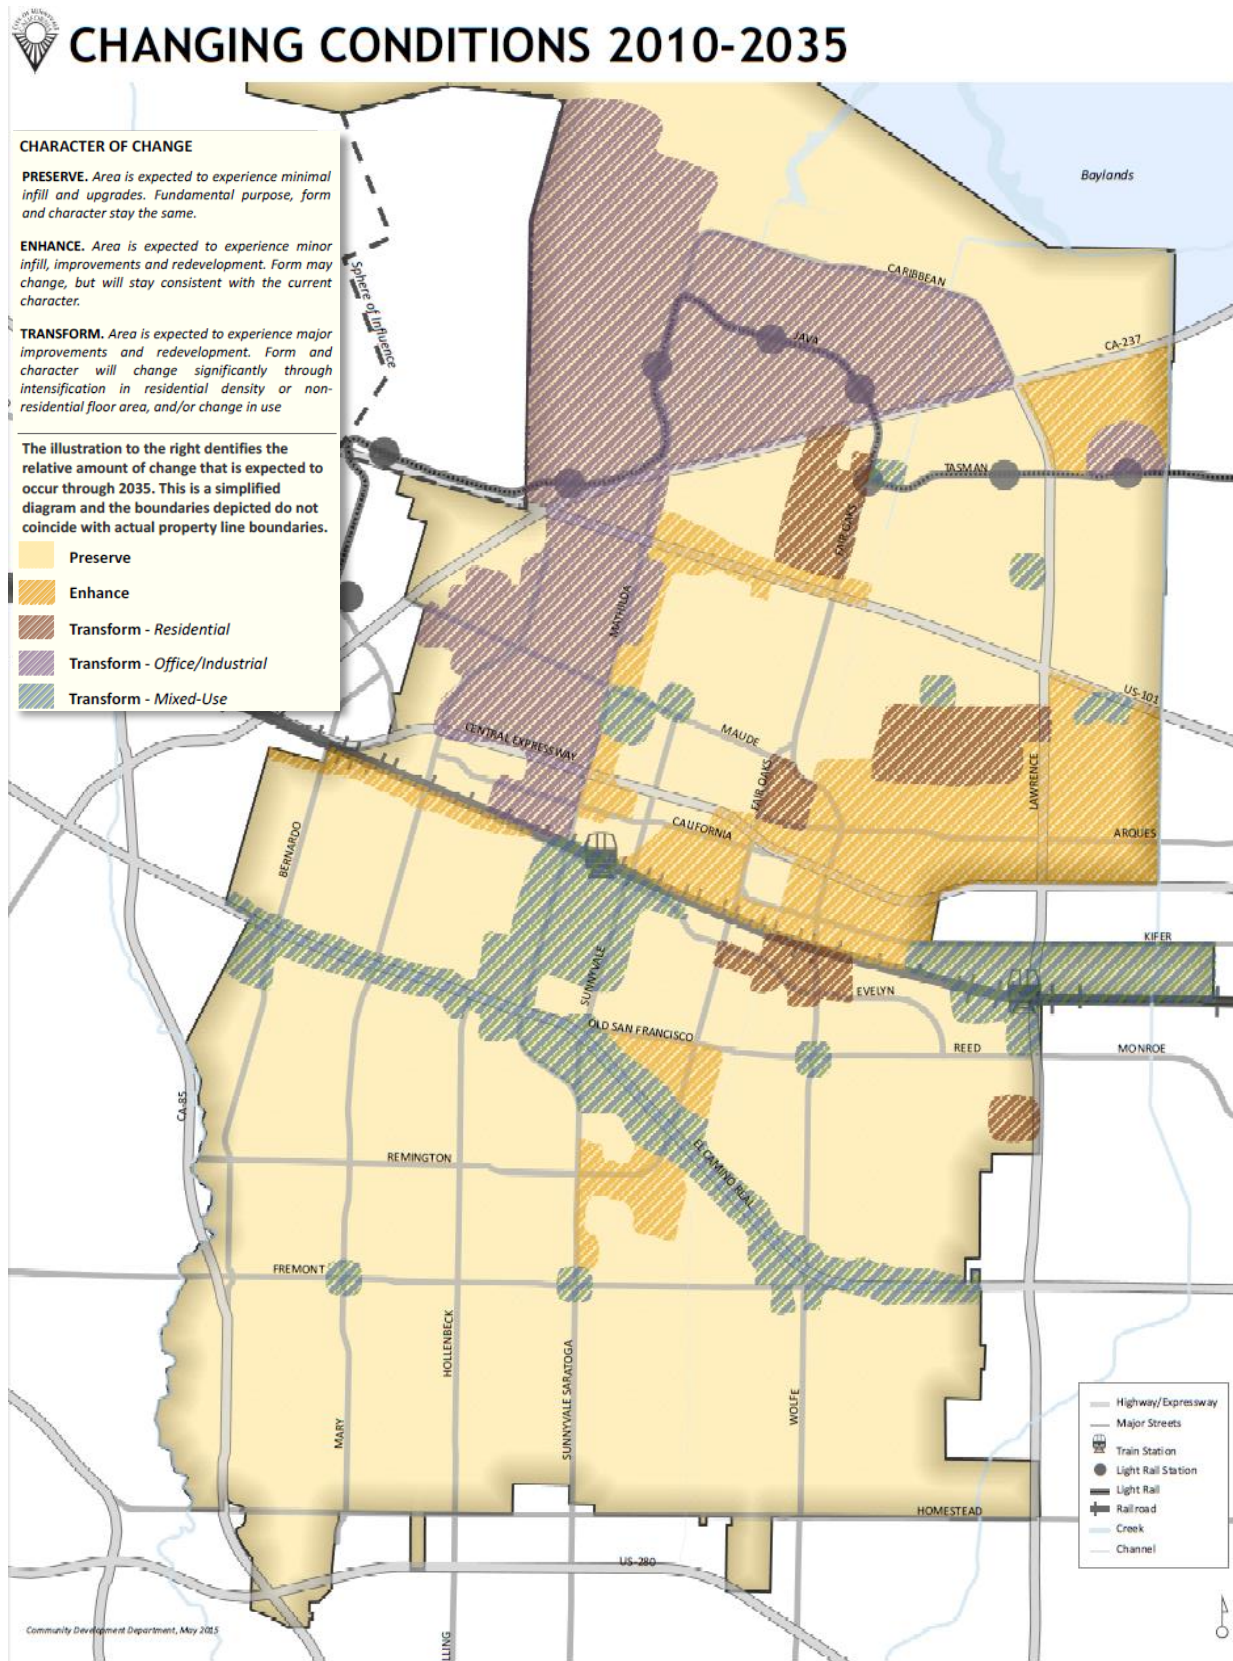 CITY OF SUNNYVALE
CALIFORNIA
CHANGING CONDITIONS 2010-2035
CHARACTER OF CHANGE
PRESERVE. Area is expected to experience minimal
infill and upgrades. Fundamental purpose, form
and character stay the same.
ENHANCE. Area is expected to experience minor
infill, improvements and redevelopment. Form may
change, but will stay consistent with the current
character.
TRANSFORM. Area is expected to experience major
improvements and redevelopment. Form and
character will change significantly through
intensification in residential density or non-
residential floor area, and/or change in use
The illustration to the right dentifies the
relative amount of change that is expected to
occur through 2035. This is a simplified
diagram and the boundaries depicted do not
coincide with actual property line boundaries.
Preserve
Enhance
Transform - Residential
Transform - Office/Industrial
Transform - Mixed-Use
Baylands
Sphere of Influence
CARIBBEAN
JAVA
CA-237
TASMAN
FAIR OAKS
MATHILDA
US-101
MAUDE
CENTRAL EXPRESSWAY
FAIR OAKS
LAWRENCE
CALIFORNIA
ARQUES
BERNARDO
KIFER
SUNNYVALE
EVELYN
OLD SAN FRANCISCO
REED
MONROE
CA-85
REMINGTON
EL CAMINO REAL
FREMONT
HOLLENBECK
SUNNYVALE SARATOGA
WOLFE
MARY
HOMESTEAD
US-280
LLING
Highway/Expressway
Major Streets
Train Station
Light Rail Station
Light Rail
Railroad
Creek
Channel
Community Development Department, May 2015